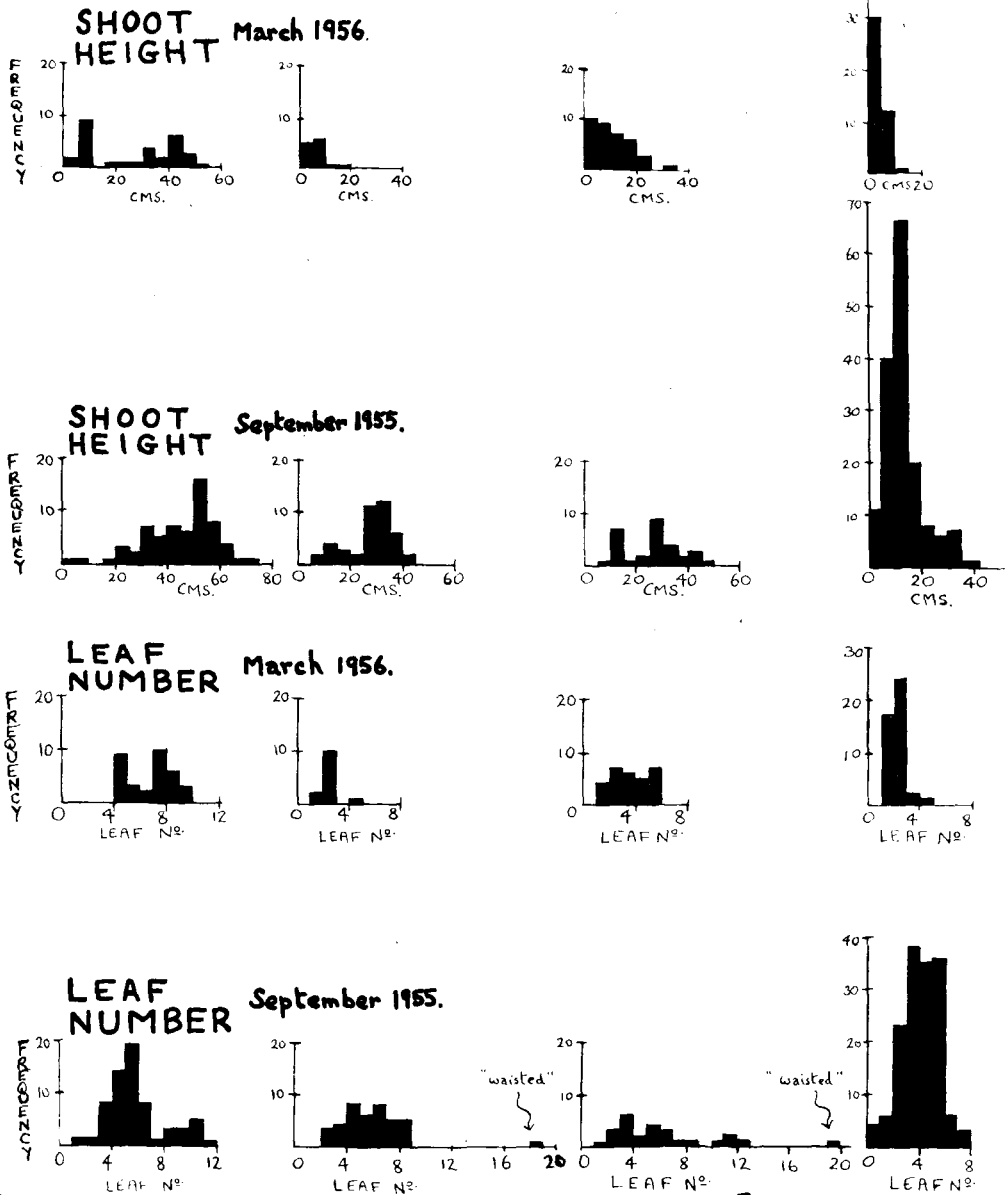 SHOOT
HEIGHT March 1956.
FREQUENCY
20
10
0 20 40 60
CMS.
20
10
0 20 40
CMS.
20
10
0 20 40
CMS.
30
20
10
0 CMS 20
SHOOT
HEIGHT September 1955.
FREQUENCY
20
10
0 20 40 60 80
CMS.
20
10
0 20 40 60
CMS.
20
10
0 20 40 60
CMS.
70
60
50
40
30
20
10
0 20 40
CMS.
LEAF
NUMBER March 1956.
FREQUENCY
20
10
0 4 8 12
LEAF Nº.
20
10
0 4 8
LEAF Nº.
20
10
0 4 8
LEAF Nº.
30
20
10
0 4 8
LEAF Nº.
LEAF
NUMBER September 1955.
FREQUENCY
20
10
0 4 8 12
LEAF Nº.
20
10
"waisted"
0 4 8 12 16 20
LEAF Nº.
20
10
"waisted"
0 4 8 12 16 20
LEAF Nº.
40
30
20
10
0 4 8
LEAF Nº.